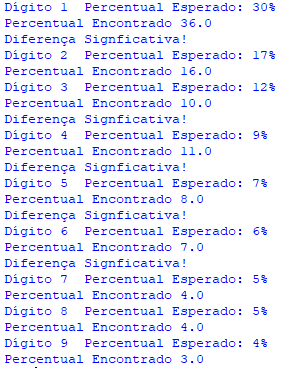 Dígito 1  Percentual Esperado: 30%
Percentual Encontrado 36.0
Diferença Signficativa!
Dígito 2  Percentual Esperado: 17%
Percentual Encontrado 16.0
Dígito 3  Percentual Esperado: 12%
Percentual Encontrado 10.0
Diferença Signficativa!
Dígito 4  Percentual Esperado: 9%
Percentual Encontrado 11.0
Diferença Signficativa!
Dígito 5  Percentual Esperado: 7%
Percentual Encontrado 8.0
Diferença Signficativa!
Dígito 6  Percentual Esperado: 6%
Percentual Encontrado 7.0
Diferença Signficativa!
Dígito 7  Percentual Esperado: 5%
Percentual Encontrado 4.0
Dígito 8  Percentual Esperado: 5%
Percentual Encontrado 4.0
Dígito 9  Percentual Esperado: 4%
Percentual Encontrado 3.0